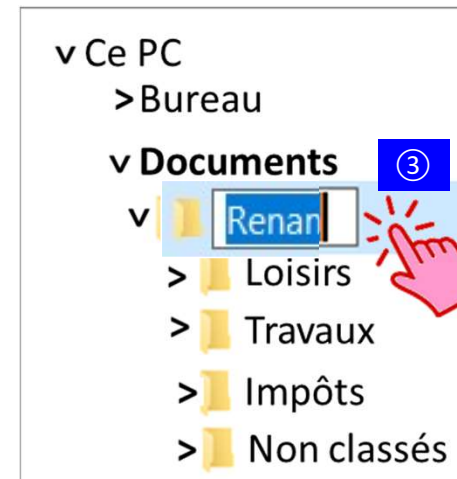 Ce PC
>Bureau
Documents
③
Renan
> Loisirs
> Travaux
> Impôts
> Non classés